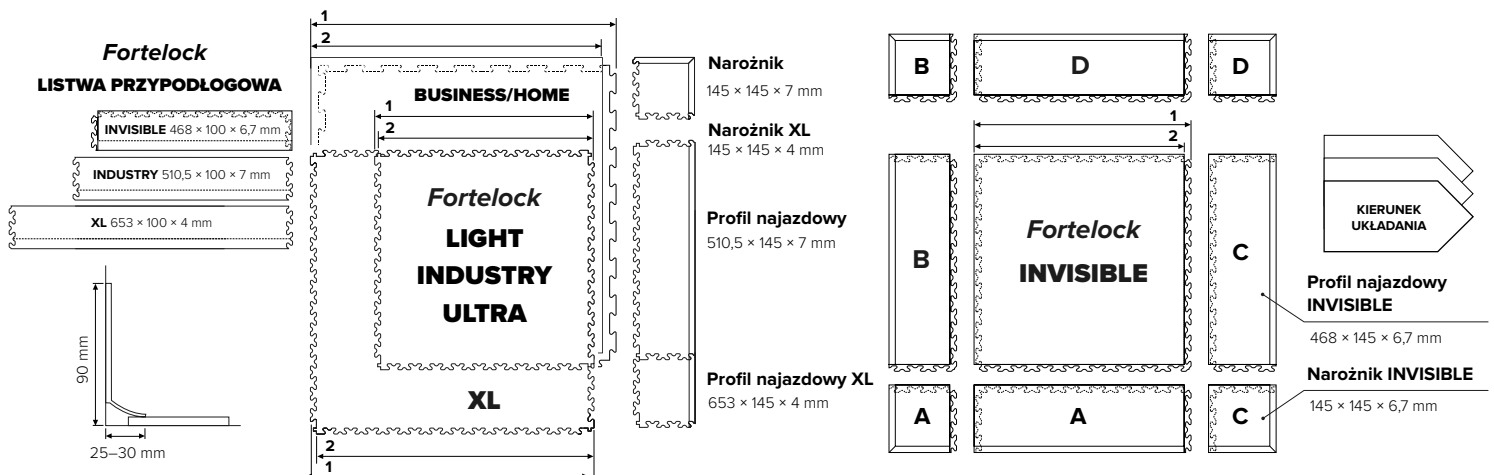 Fortelock
LISTWA PRZYPODŁOGOWA
INVISIBLE 468 × 100 × 6,7 mm
INDUSTRY 510,5 × 100 × 7 mm
XL 653 × 100 × 4 mm
90 mm
25–30 mm
1
2
BUSINESS/HOME
1
2
Fortelock
LIGHT
INDUSTRY
ULTRA
XL
2
1
Narożnik
145 × 145 × 7 mm
Narożnik XL
145 × 145 × 4 mm
Profil najazdowy
510,5 × 145 × 7 mm
Profil najazdowy XL
653 × 145 × 4 mm
B
D
D
1
2
B
Fortelock
INVISIBLE
C
A
A
C
KIERUNEK
UKŁADANIA
Profil najazdowy
INVISIBLE
468 × 145 × 6,7 mm
Narożnik INVISIBLE
145 × 145 × 6,7 mm